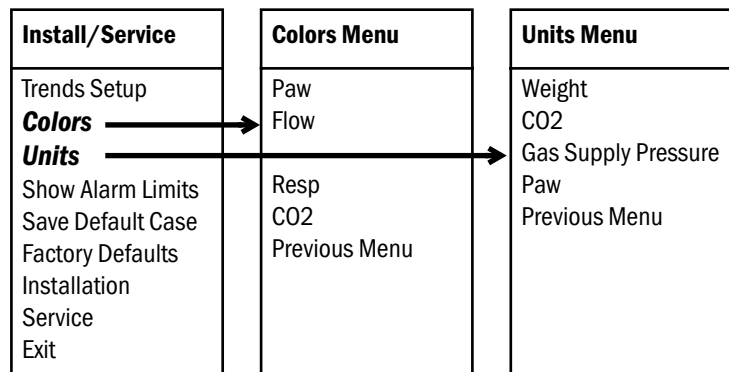 Install/Service
Trends Setup
Colors
Units
Show Alarm Limits
Save Default Case
Factory Defaults
Installation
Service
Exit
Colors Menu
Paw
Flow
Resp
CO2
Previous Menu
Units Menu
Weight
CO2
Gas Supply Pressure
Paw
Previous Menu